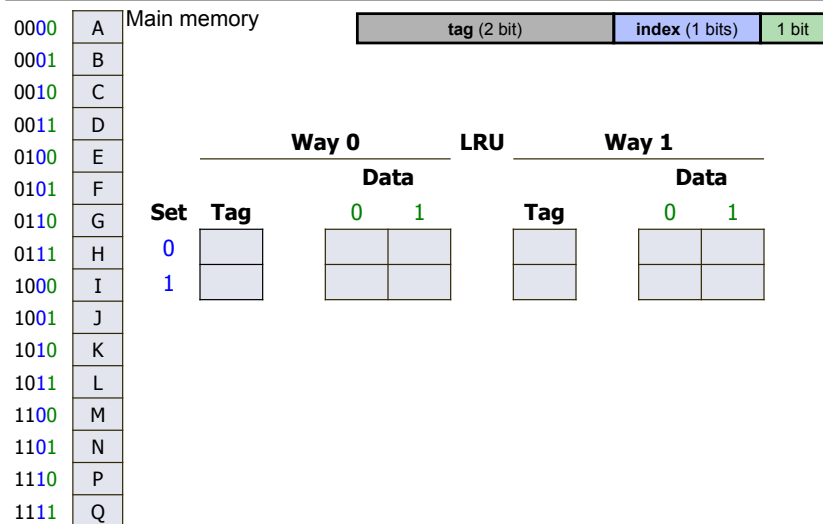 Main memory
tag (2 bit) index (1 bits) 1 bit
0000 A
0001 B
0010 C
0011 D
0100 E
0101 F
0110 G
0111 H
1000 I
1001 J
1010 K
1011 L
1100 M
1101 N
1110 P
1111 Q
Way 0 LRU Way 1
Data Data
Set Tag 0 1 Tag 0 1
0
1